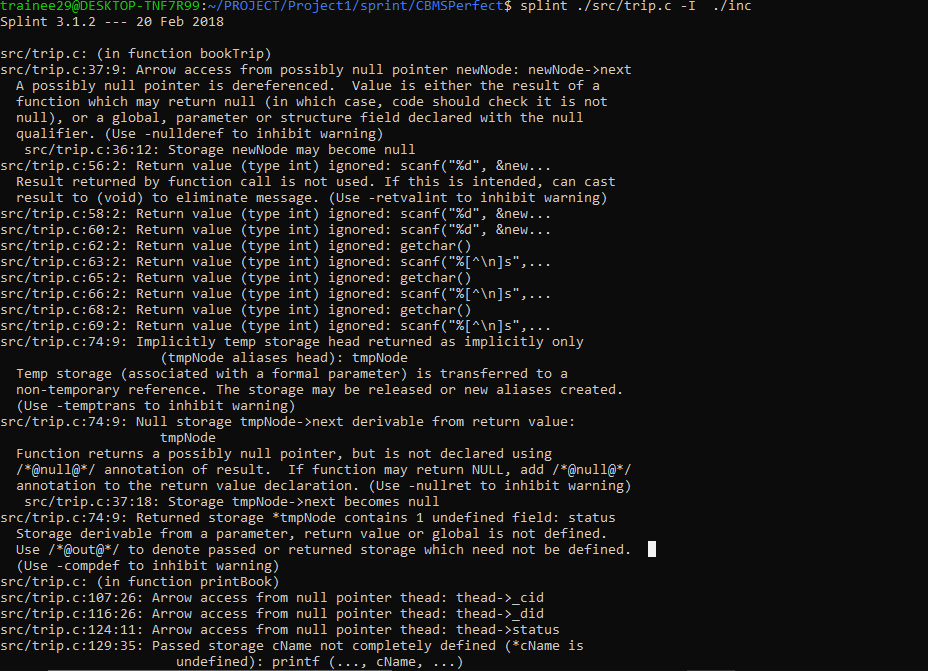 trainee29@DESKTOP-TNF7R99:~/PROJECT/Project1/sprint/CBMSPerfect$ splint ./src/trip.c -I  ./inc
Splint 3.1.2 --- 20 Feb 2018

src/trip.c: (in function bookTrip)
src/trip.c:37:9: Arrow access from possibly null pointer newNode: newNode->next
  A possibly null pointer is dereferenced.  Value is either the result of a
  function which may return null (in which case, code should check it is not
  null), or a global, parameter or structure field declared with the null
  qualifier. (Use -nullderef to inhibit warning)
   src/trip.c:36:12: Storage newNode may become null
src/trip.c:56:2: Return value (type int) ignored: scanf("%d", &new...
  Result returned by function call is not used. If this is intended, can cast
  result to (void) to eliminate message. (Use -retvalint to inhibit warning)
src/trip.c:58:2: Return value (type int) ignored: scanf("%d", &new...
src/trip.c:60:2: Return value (type int) ignored: scanf("%d", &new...
src/trip.c:62:2: Return value (type int) ignored: getchar()
src/trip.c:63:2: Return value (type int) ignored: scanf("%[^\n]s",...
src/trip.c:65:2: Return value (type int) ignored: getchar()
src/trip.c:66:2: Return value (type int) ignored: scanf("%[^\n]s",...
src/trip.c:68:2: Return value (type int) ignored: getchar()
src/trip.c:69:2: Return value (type int) ignored: scanf("%[^\n]s",...
src/trip.c:74:9: Implicitly temp storage head returned as implicitly only
                    (tmpNode aliases head): tmpNode
  Temp storage (associated with a formal parameter) is transferred to a
  non-temporary reference. The storage may be released or new aliases created.
  (Use -temptrans to inhibit warning)
src/trip.c:74:9: Null storage tmpNode->next derivable from return value:
                    tmpNode
  Function returns a possibly null pointer, but is not declared using
  /*@null@*/ annotation of result.  If function may return NULL, add /*@null@*/
  annotation to the return value declaration. (Use -nullret to inhibit warning)
   src/trip.c:37:18: Storage tmpNode->next becomes null
src/trip.c:74:9: Returned storage *tmpNode contains 1 undefined field: status
  Storage derivable from a parameter, return value or global is not defined.
  Use /*@out@*/ to denote passed or returned storage which need not be defined.
  (Use -compdef to inhibit warning)
src/trip.c: (in function printBook)
src/trip.c:107:26: Arrow access from null pointer thead: thead->_cid
src/trip.c:116:26: Arrow access from null pointer thead: thead->_did
src/trip.c:124:11: Arrow access from null pointer thead: thead->status
src/trip.c:129:35: Passed storage cName not completely defined (*cName is
                      undefined): printf (..., cName, ...)